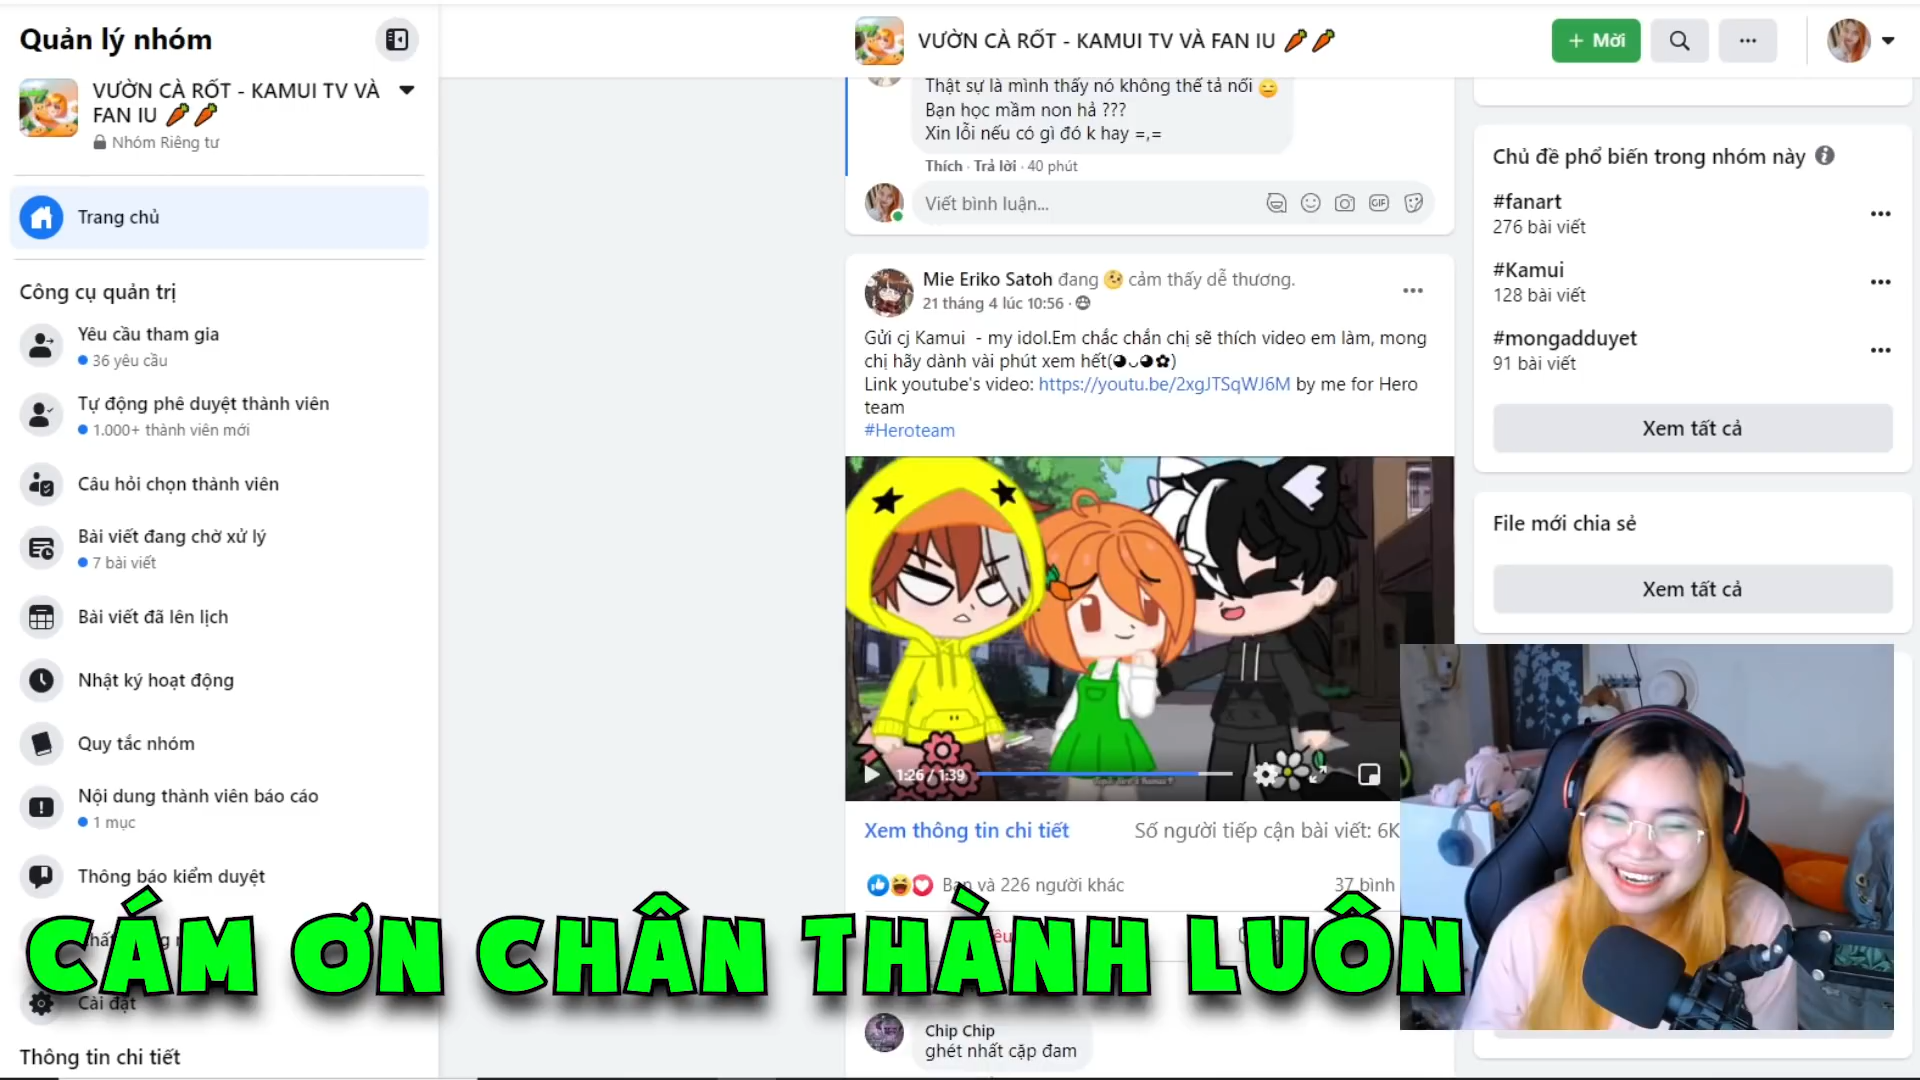 Quản lý nhóm
VƯỜN CÀ RỐT - KAMUI TV VÀ
FAN IU 🥕🥕
Nhóm Riêng tư
Trang chủ
Công cụ quản trị
Yêu cầu tham gia
36 yêu cầu
Tự động phê duyệt thành viên
1.000+ thành viên mới
Câu hỏi chọn thành viên
Bài viết đang chờ xử lý
7 bài viết
Bài viết đã lên lịch
Nhật ký hoạt động
Quy tắc nhóm
Nội dung thành viên báo cáo
1 mục
Thông báo kiểm duyệt
Cài đặt
Thông tin chi tiết
VƯỜN CÀ RỐT - KAMUI TV VÀ FAN IU 🥕🥕
+ Mời
Thật sự là mình thấy nó không thể tả nổi 😑
Bạn học mầm non hả ???
Xin lỗi nếu có gì đó k hay =,=
Thích · Trả lời · 40 phút
Viết bình luận...
GIF
Mie Eriko Satoh đang 🥺 cảm thấy dễ thương.
21 tháng 4 lúc 10:56 ·
Gửi cj Kamui - my idol.Em chắc chắn chị sẽ thích video em làm, mong
chị hãy dành vài phút xem hết(◕ᴗ◕✿)
Link youtube's video: https://youtu.be/2xgJTSqWJ6M by me for Hero
team
#Heroteam
1:26 / 1:39
Xem thông tin chi tiết
Số người tiếp cận bài viết: 6K
Bạn và 226 người khác
37 bình
CÁM ƠN CHÂN THÀNH LUÔN
Chip Chip
ghét nhất cặp đam
Chủ đề phổ biến trong nhóm này
#fanart
276 bài viết
#Kamui
128 bài viết
#mongadduyet
91 bài viết
Xem tất cả
File mới chia sẻ
Xem tất cả